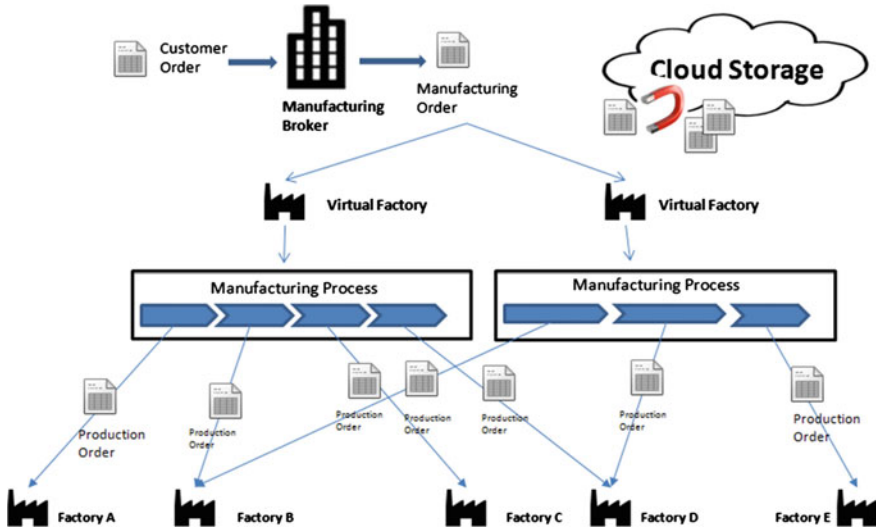 Customer
Order
Manufacturing
Broker
Manufacturing
Order
Cloud Storage
Virtual Factory
Virtual Factory
Manufacturing Process
Manufacturing Process
Production
Order
Production
Order
Production
Order
Production
Order
Production
Order
Production
Order
Production
Order
Factory A
Factory B
Factory C
Factory D
Factory E